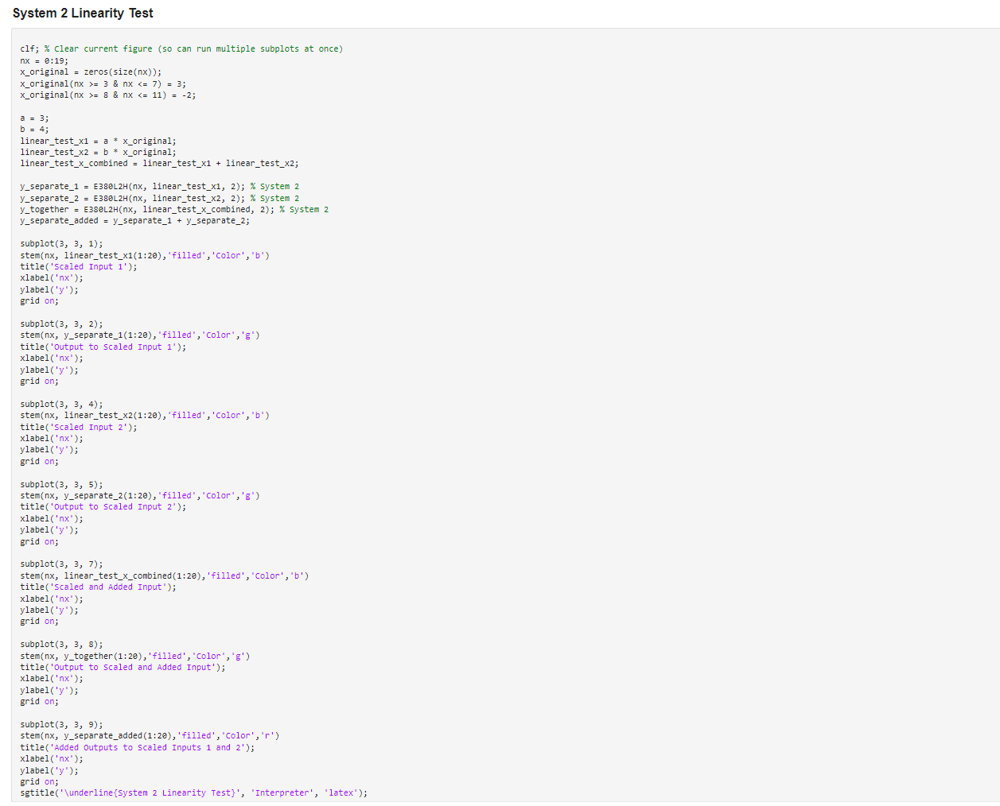 System 2 Linearity Test
clf; % Clear current figure (so can run multiple subplots at once)
nx = 0:19;
x_original = zeros(size(nx));
x_original(nx >= 3 & nx <= 7) = 3;
x_original(nx >= 8 & nx <= 11) = -2;
a = 3;
b = 4;
linear_test_x1 = a * x_original;
linear_test_x2 = b * x_original;
linear_test_x_combined = linear_test_x1 + linear_test_x2;
y_separate_1 = E380L2H(nx, linear_test_x1, 2); % System 2
y_separate_2 = E380L2H(nx, linear_test_x2, 2); % System 2
y_together = E380L2H(nx, linear_test_x_combined, 2); % System 2
y_separate_added = y_separate_1 + y_separate_2;
subplot(3, 3, 1);
stem(nx, linear_test_x1(1:20),'filled','Color','b')
title('Scaled Input 1');
xlabel('nx');
ylabel('y');
grid on;
subplot(3, 3, 2);
stem(nx, y_separate_1(1:20),'filled','Color','g')
title('Output to Scaled Input 1');
xlabel('nx');
ylabel('y');
grid on;
subplot(3, 3, 4);
stem(nx, linear_test_x2(1:20),'filled','Color','b')
title('Scaled Input 2');
xlabel('nx');
ylabel('y');
grid on;
subplot(3, 3, 5);
stem(nx, y_separate_2(1:20),'filled','Color','g')
title('Output to Scaled Input 2');
xlabel('nx');
ylabel('y');
grid on;
subplot(3, 3, 7);
stem(nx, linear_test_x_combined(1:20),'filled','Color','b')
title('Scaled and Added Input');
xlabel('nx');
ylabel('y');
grid on;
subplot(3, 3, 8);
stem(nx, y_together(1:20),'filled','Color','g')
title('Output to Scaled and Added Input');
xlabel('nx');
ylabel('y');
grid on;
subplot(3, 3, 9);
stem(nx, y_separate_added(1:20),'filled','Color','r')
title('Added Outputs to Scaled Inputs 1 and 2');
xlabel('nx');
ylabel('y');
grid on;
sgtitle('\underline{System 2 Linearity Test}', 'Interpreter', 'latex');